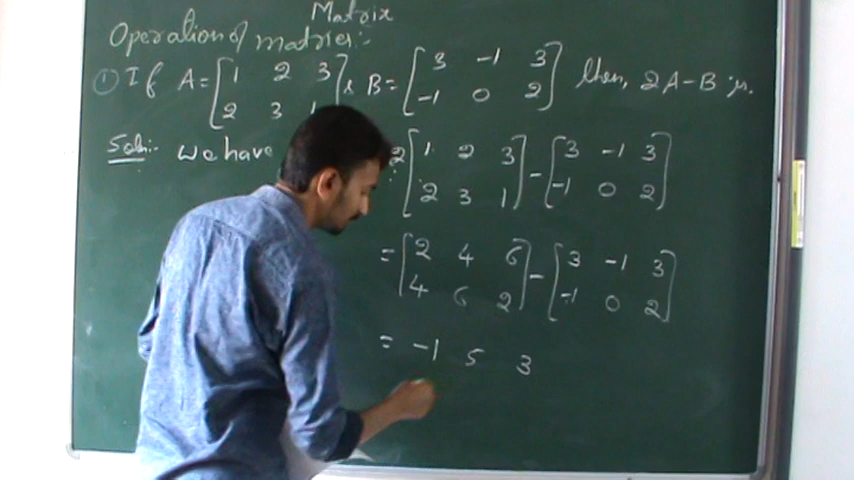 Matrix
Operation of matrices:-
① If A = [1 2 3 & B = [3 -1 3] then, 2A-B is.
2 3 1 -1 0 2]
Soln:- We have 2[1 2 3] - [3 -1 3]
2 3 1] -1 0 2]
= [2 4 6] - [3 -1 3]
4 6 2] -1 0 2]
= -1 5 3